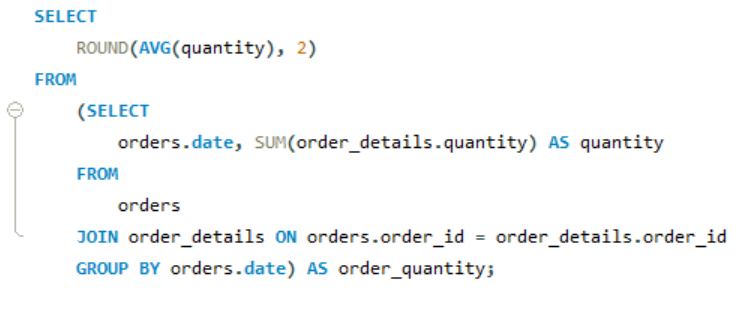 SELECT
ROUND(AVG(quantity), 2)
FROM
(SELECT
orders.date, SUM(order_details.quantity) AS quantity
FROM
orders
JOIN order_details ON orders.order_id = order_details.order_id
GROUP BY orders.date) AS order_quantity;